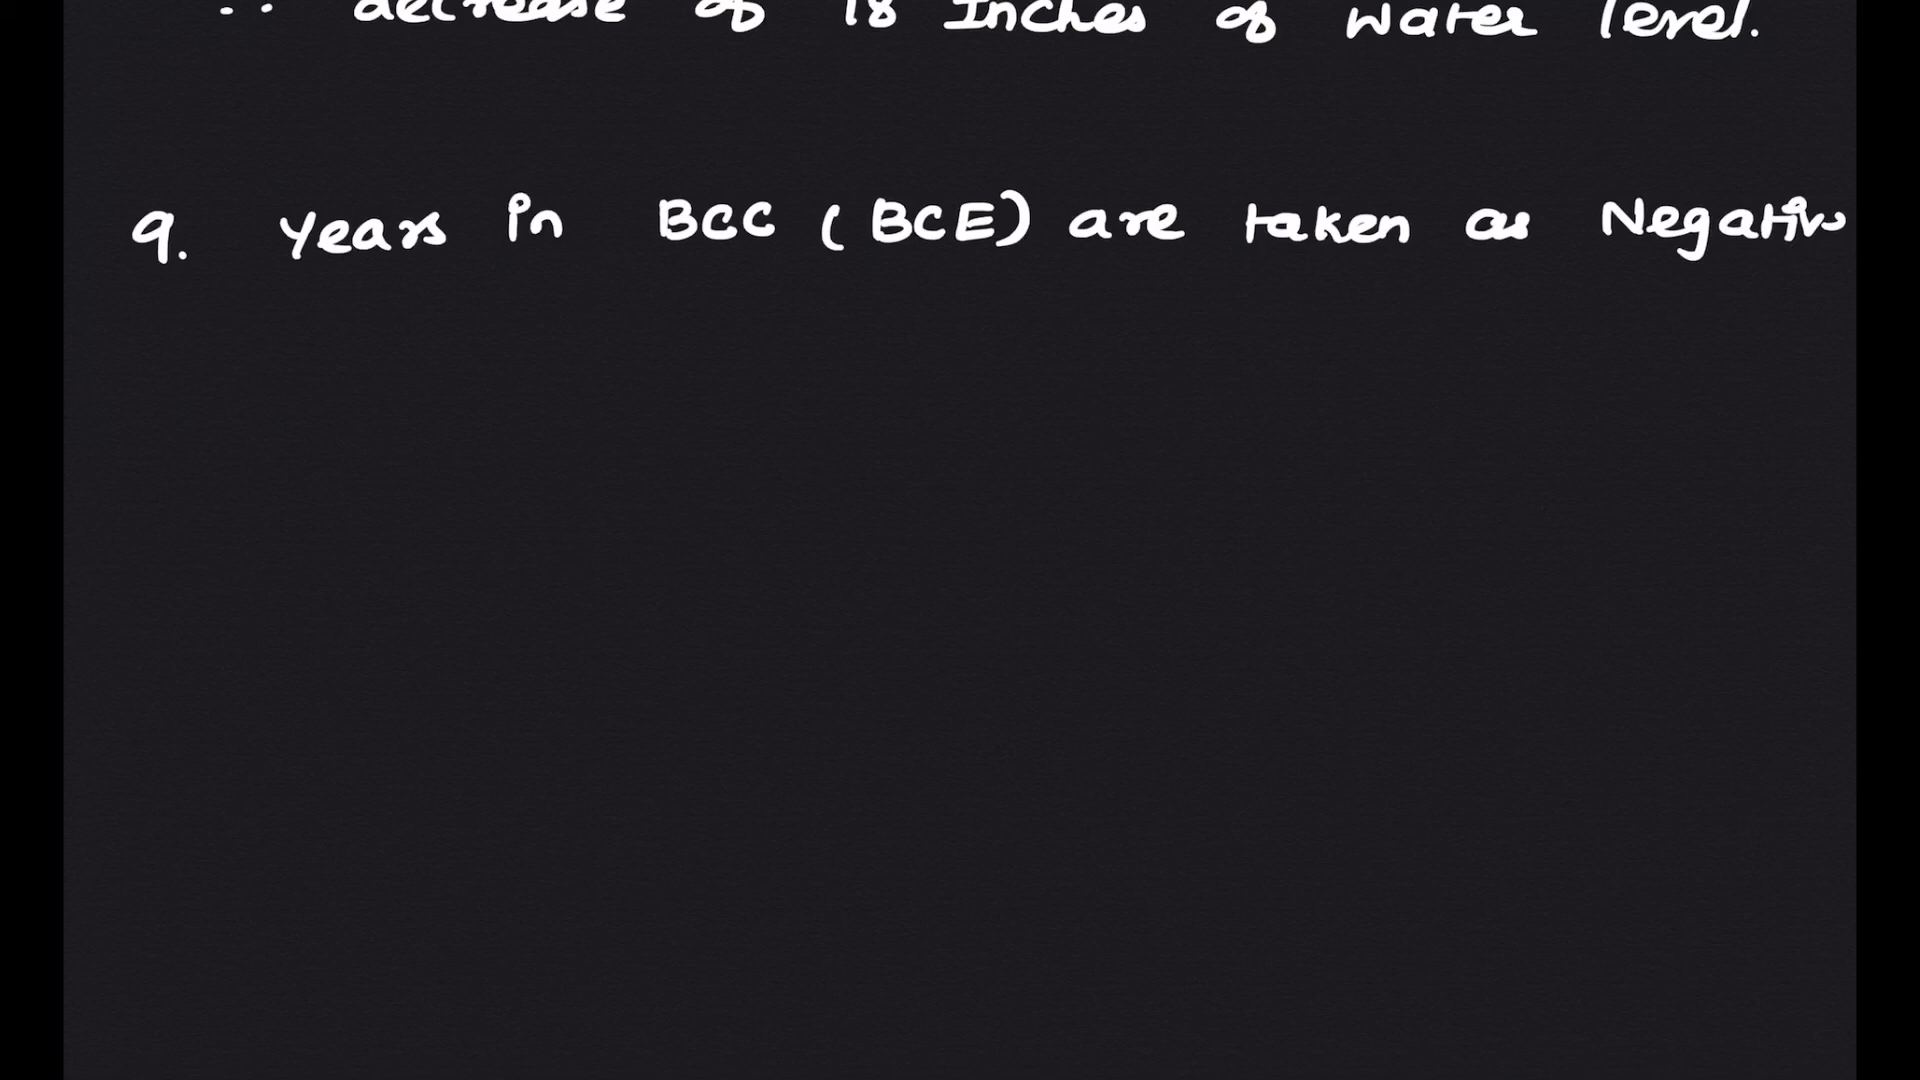 ∴ decrease of 18 Inches of water level.
9. Years in BCC (BCE) are taken as Negativ